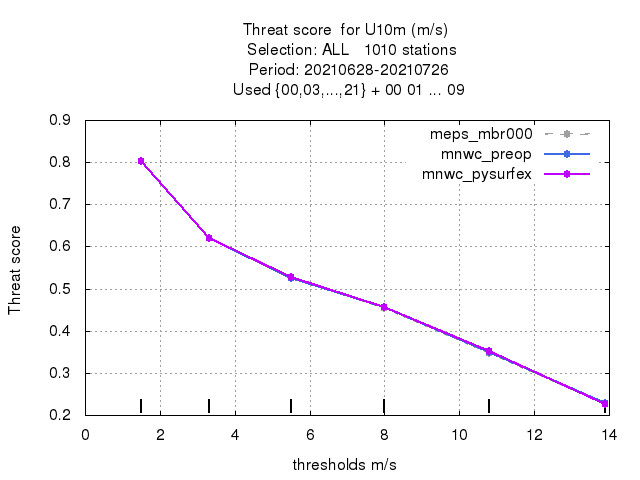 Threat score  for U10m (m/s)
Selection: ALL   1010 stations
Period: 20210628-20210726
Used {00,03,...,21} + 00 01 ... 09
0.9
0.8
0.7
0.6
0.5
0.4
0.3
0.2
Threat score
meps_mbr000
mnwc_preop
mnwc_pysurfex
0 2 4 6 8 10 12 14
thresholds m/s